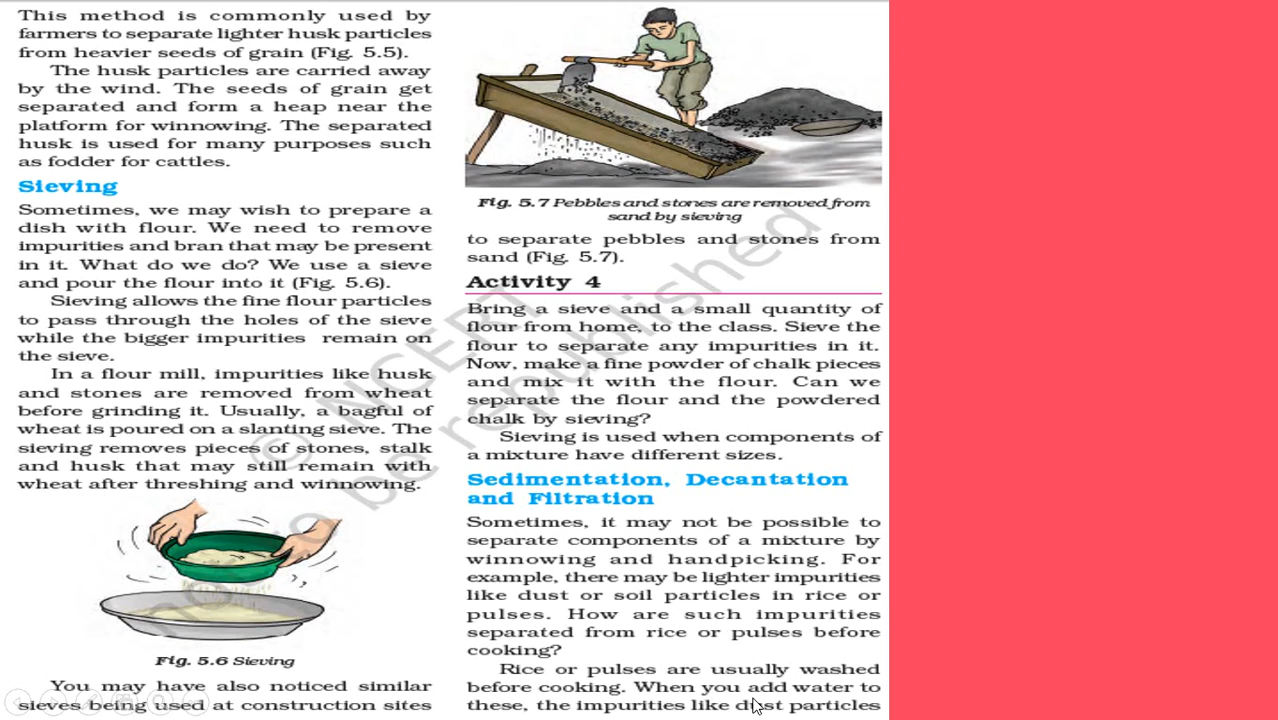 This method is commonly used by
farmers to separate lighter husk particles
from heavier seeds of grain (Fig. 5.5).
The husk particles are carried away
by the wind. The seeds of grain get
separated and form a heap near the
platform for winnowing. The separated
husk is used for many purposes such
as fodder for cattles.
Sieving
Sometimes, we may wish to prepare a
dish with flour. We need to remove
impurities and bran that may be present
in it. What do we do? We use a sieve
and pour the flour into it (Fig. 5.6).
Sieving allows the fine flour particles
to pass through the holes of the sieve
while the bigger impurities remain on
the sieve.
In a flour mill, impurities like husk
and stones are removed from wheat
before grinding it. Usually, a bagful of
wheat is poured on a slanting sieve. The
sieving removes pieces of stones, stalk
and husk that may still remain with
wheat after threshing and winnowing.
Fig. 5.6 Sieving
You may have also noticed similar
sieves being used at construction sites
Fig. 5.7 Pebbles and stones are removed from
sand by sieving
to separate pebbles and stones from
sand (Fig. 5.7).
Activity 4
Bring a sieve and a small quantity of
flour from home, to the class. Sieve the
flour to separate any impurities in it.
Now, make a fine powder of chalk pieces
and mix it with the flour. Can we
separate the flour and the powdered
chalk by sieving?
Sieving is used when components of
a mixture have different sizes.
Sedimentation, Decantation
and Filtration
Sometimes, it may not be possible to
separate components of a mixture by
winnowing and handpicking. For
example, there may be lighter impurities
like dust or soil particles in rice or
pulses. How are such impurities
separated from rice or pulses before
cooking?
Rice or pulses are usually washed
before cooking. When you add water to
these, the impurities like dust particles
© NCERT
not to be republished